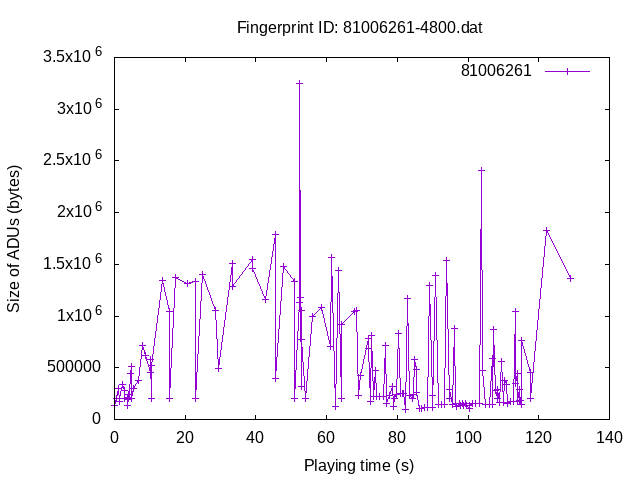 Fingerprint ID: 81006261-4800.dat
81006261
3.5x10^6
3x10^6
2.5x10^6
2x10^6
1.5x10^6
1x10^6
500000
0
Size of ADUs (bytes)
0 20 40 60 80 100 120 140
Playing time (s)